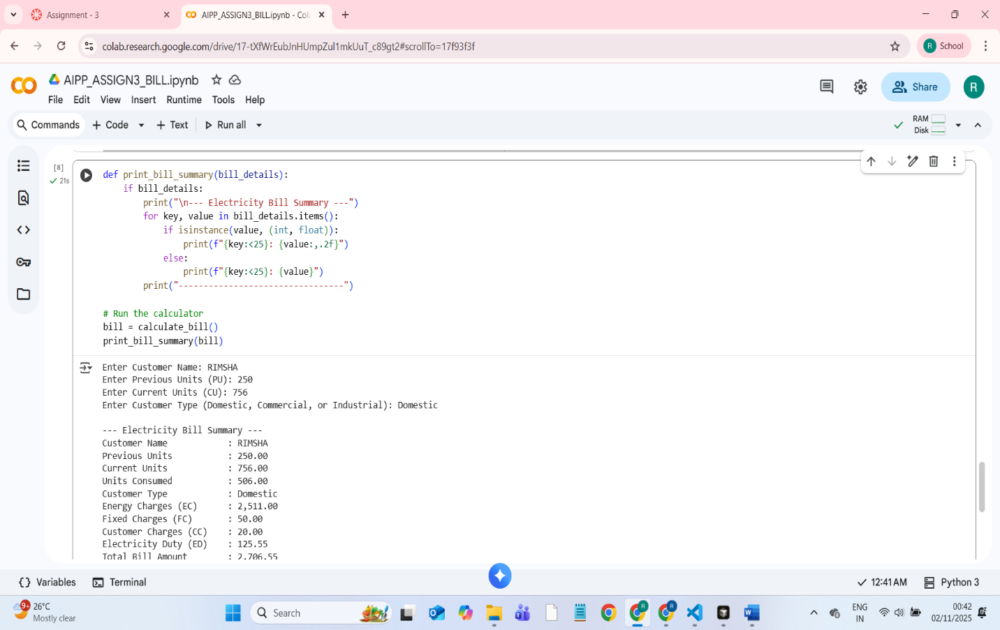 Assignment - 3
AIPP_ASSIGN3_BILL.ipynb - Col
colab.research.google.com/drive/17-tXfWrEubJnHUmpZul1mkUuT_c89gt2#scrollTo=17f93f3f
R School
AIPP_ASSIGN3_BILL.ipynb
Share
R
File Edit View Insert Runtime Tools Help
Commands + Code + Text Run all
RAM
Disk
[8]
21s
def print_bill_summary(bill_details):
    if bill_details:
        print("\n--- Electricity Bill Summary ---")
        for key, value in bill_details.items():
            if isinstance(value, (int, float)):
                print(f"{key:<25}: {value:,.2f}")
            else:
                print(f"{key:<25}: {value}")
        print("---------------------------------")
# Run the calculator
bill = calculate_bill()
print_bill_summary(bill)
Enter Customer Name: RIMSHA
Enter Previous Units (PU): 250
Enter Current Units (CU): 756
Enter Customer Type (Domestic, Commercial, or Industrial): Domestic
--- Electricity Bill Summary ---
Customer Name            : RIMSHA
Previous Units           : 250.00
Current Units            : 756.00
Units Consumed           : 506.00
Customer Type            : Domestic
Energy Charges (EC)      : 2,511.00
Fixed Charges (FC)       : 50.00
Customer Charges (CC)    : 20.00
Electricity Duty (ED)    : 125.55
Total Bill Amount        : 2,706.55
{} Variables Terminal
12:41 AM Python 3
9+
26°C
Mostly clear
Search
ENG
IN
00:42
02/11/2025